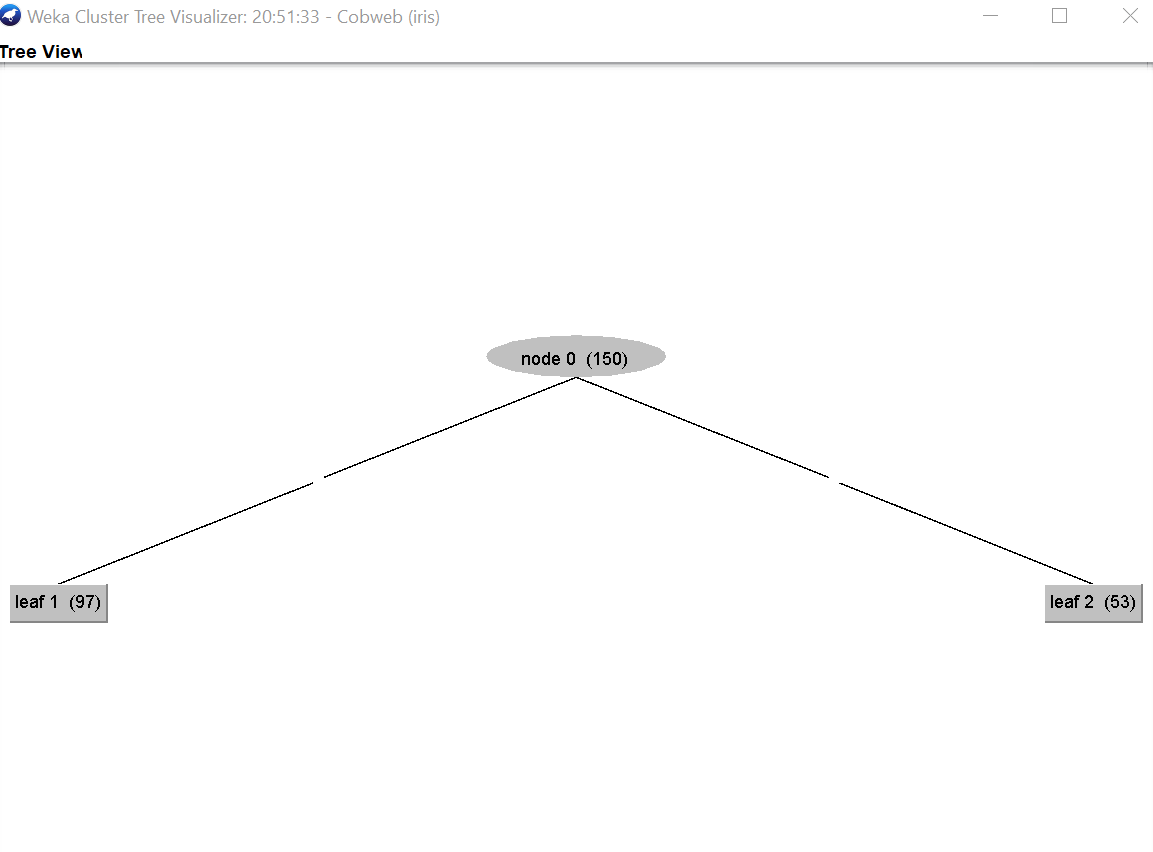 Weka Cluster Tree Visualizer: 20:51:33 - Cobweb (iris)
Tree View
node 0 (150)
leaf 1 (97)
leaf 2 (53)